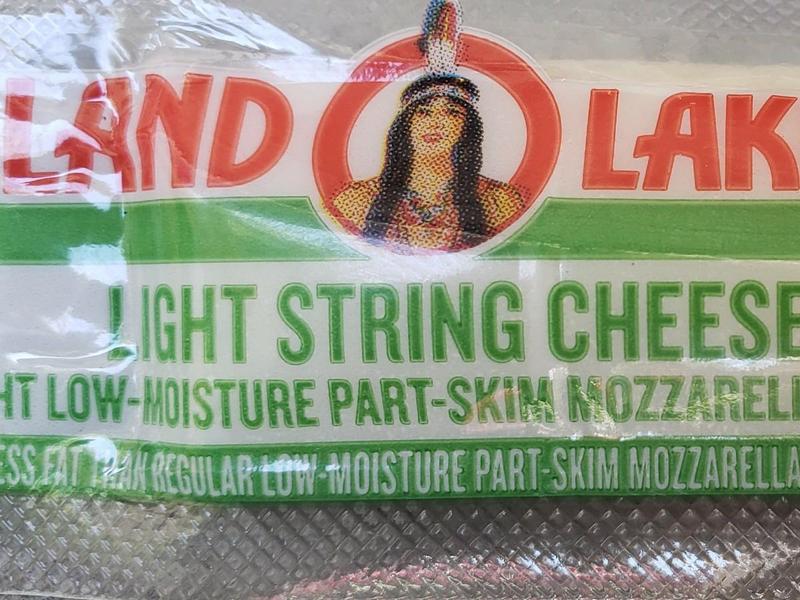 LAND O LAK
LIGHT STRING CHEESE
HT LOW-MOISTURE PART-SKIM MOZZARELL
ESS FAT THAN REGULAR LOW-MOISTURE PART-SKIM MOZZARELLA